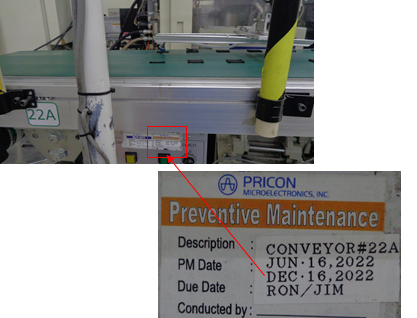 22A
PRICON
MICROELECTRONICS, INC.
Preventive Maintenance
Description : CONVEYOR#22A
PM Date : JUN.16,2022
DEC.16,2022
Due Date : RON/JIM
Conducted by :